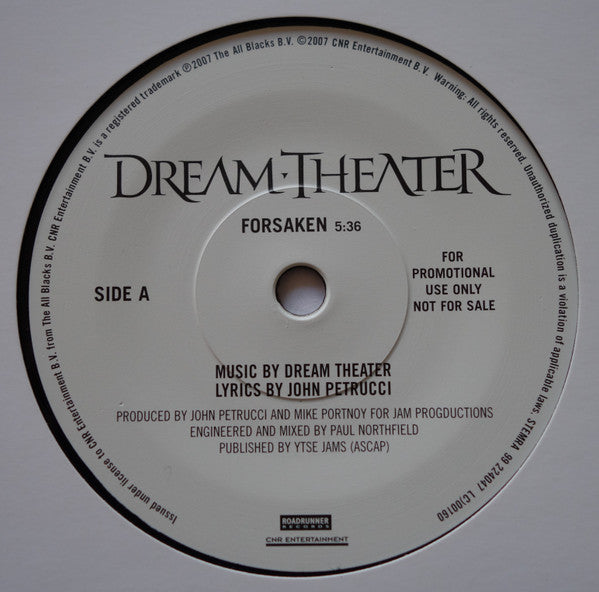 Issued under license to CNR Entertainment B.V. from The All Blacks B.V. CNR Entertainment B.V. is a registered trademark ℗2007 The All Blacks B.V. ©2007 CNR Entertainment B.V. Warning: All rights reserved. Unauthorized duplication is a violation of applicable laws. STEMRA 99 224047 LC)00160
DREAM·THEATER
FORSAKEN 5:36
SIDE A
FOR
PROMOTIONAL
USE ONLY
NOT FOR SALE
MUSIC BY DREAM THEATER
LYRICS BY JOHN PETRUCCI
PRODUCED BY JOHN PETRUCCI AND MIKE PORTNOY FOR JAM PROGDUCTIONS
ENGINEERED AND MIXED BY PAUL NORTHFIELD
PUBLISHED BY YTSE JAMS (ASCAP)
ROADRUNNER
RECORDS
CNR ENTERTAINMENT